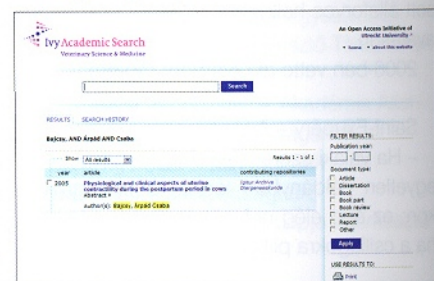 An Open Access Initiative of
Utrecht University
IvyAcademic Search
Veterinary Science & Medicine
home
about this website
Search
RESULTS
SEARCH HISTORY
Bajcsy, AND Árpád AND Csaba
FILTER RESULTS:
Publication year:
Show All results
Results 1 - 1 of 1
Document type:
year article contributing repositories
Article
Dissertation
Book
Book part
Book review
Lecture
Report
Other
2005 Physiological and clinical aspects of uterine
contractility during the postpartum period in cows
Abstract
Author(s): Bajcsy, Árpád Csaba
Igitur Archive
Diergeneeskunde
Apply
USE RESULTS TO:
Print